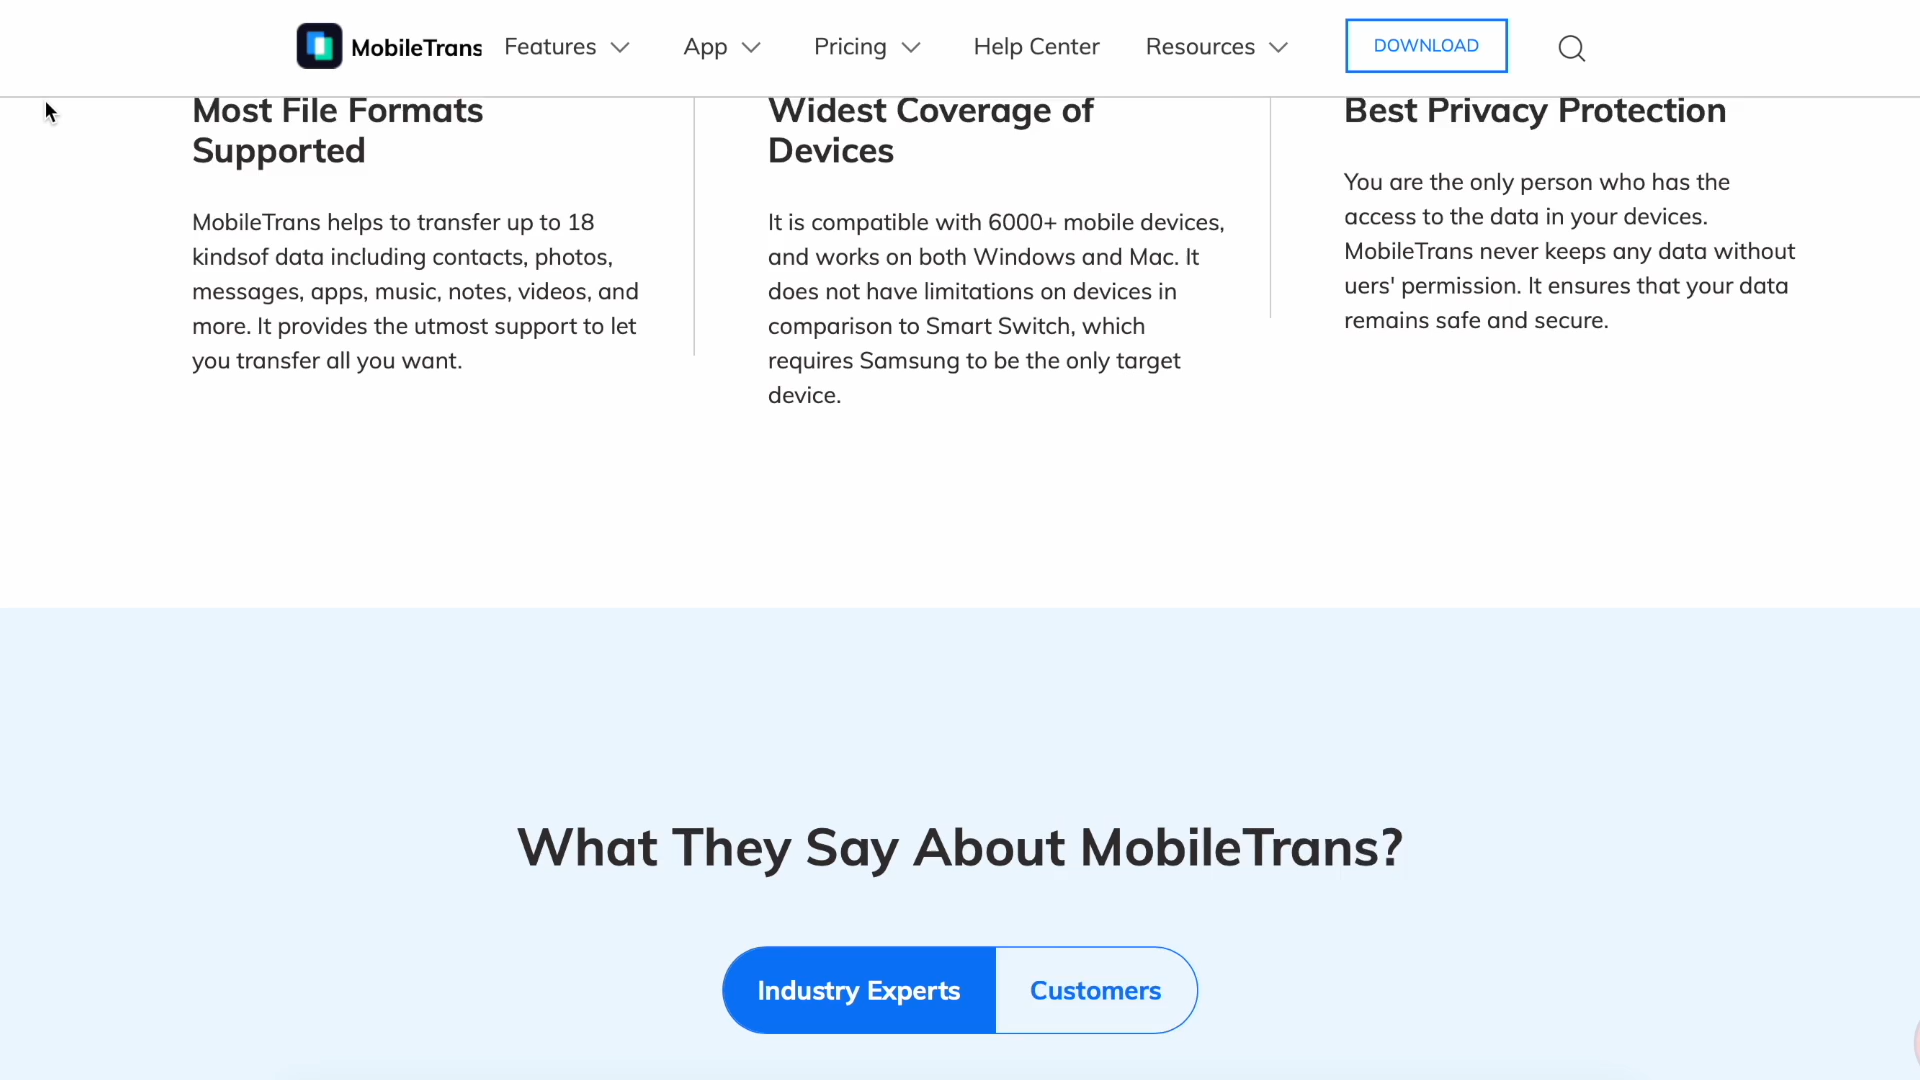 MobileTrans Features App Pricing Help Center Resources DOWNLOAD
Most File Formats
Supported
MobileTrans helps to transfer up to 18
kindsof data including contacts, photos,
messages, apps, music, notes, videos, and
more. It provides the utmost support to let
you transfer all you want.
Widest Coverage of
Devices
It is compatible with 6000+ mobile devices,
and works on both Windows and Mac. It
does not have limitations on devices in
comparison to Smart Switch, which
requires Samsung to be the only target
device.
Best Privacy Protection
You are the only person who has the
access to the data in your devices.
MobileTrans never keeps any data without
uers' permission. It ensures that your data
remains safe and secure.
What They Say About MobileTrans?
Industry Experts Customers